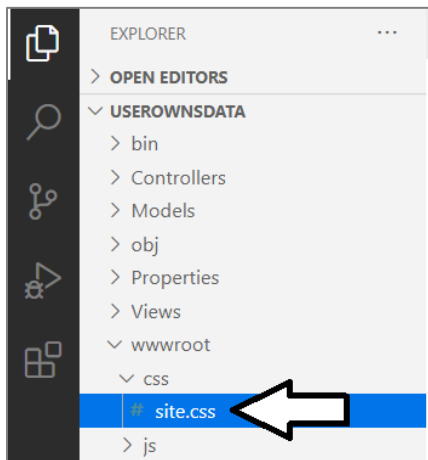 EXPLORER ...
> OPEN EDITORS
USEROWNSDATA
> bin
> Controllers
> Models
> obj
> Properties
> Views
wwwroot
css
# site.css
> js